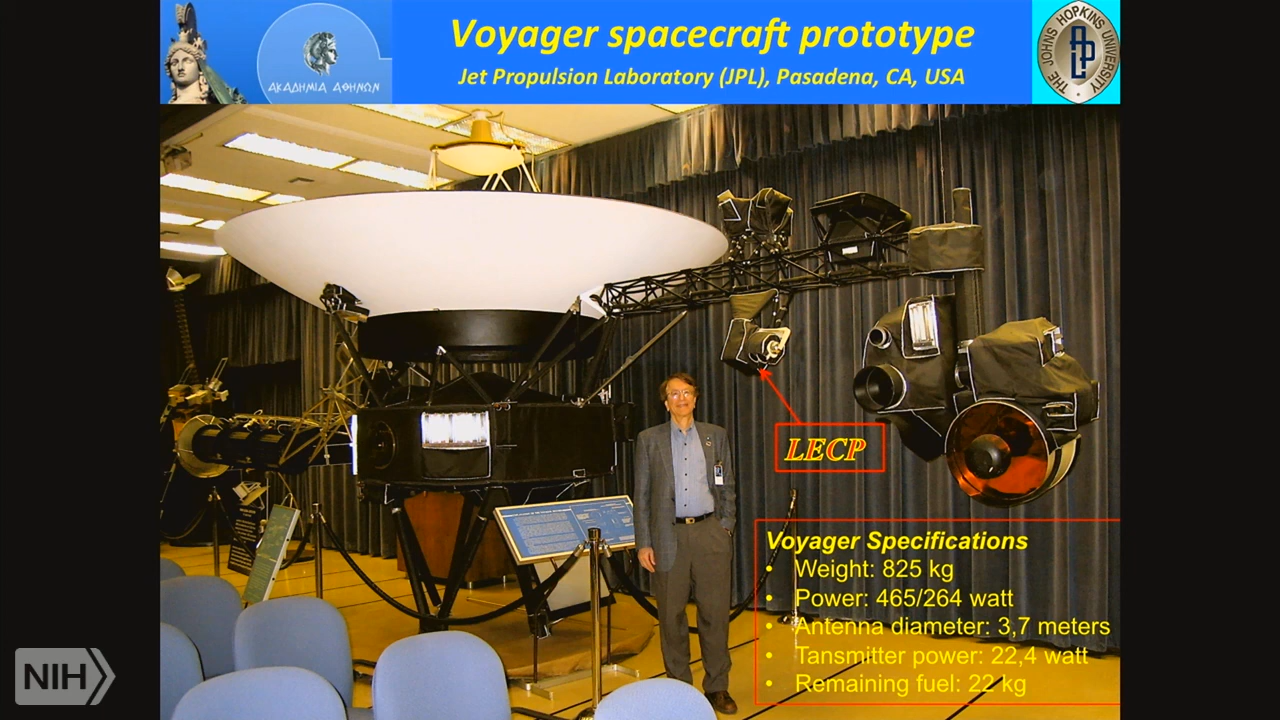 Voyager spacecraft prototype
Jet Propulsion Laboratory (JPL), Pasadena, CA, USA
ΑΚΑΔΗΜΙΑ ΑΘΗΝΩΝ
THE JOHNS HOPKINS UNIVERSITY
APL
LECP
Voyager Specifications
• Weight: 825 kg
• Power: 465/264 watt
• Antenna diameter: 3,7 meters
• Tansmitter power: 22,4 watt
• Remaining fuel: 22 kg
NIH